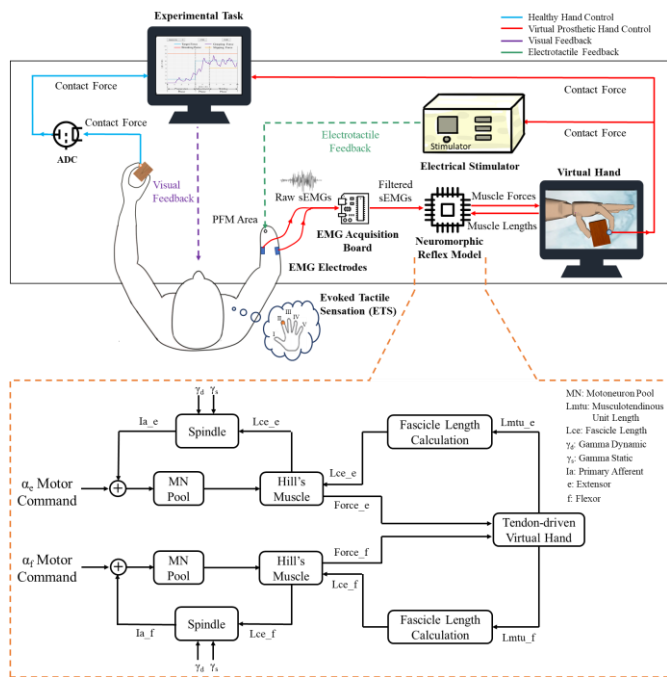 Experimental Task
Healthy Hand Control
Virtual Prosthetic Hand Control
Visual Feedback
Electrotactile Feedback
Contact Force
Contact Force
Contact Force
ADC
Electrotactile
Feedback
Stimulator
Contact Force
Electrical Stimulator
Virtual Hand
Visual
Feedback
Raw sEMGs
Filtered
sEMGs
PFM Area
EMG Acquisition
Board
Muscle Forces
Muscle Lengths
Neuromorphic
Reflex Model
EMG Electrodes
Evoked Tactile
Sensation (ETS)
I
II
III
IV
V
MN: Motoneuron Pool
Lmtu: Musculotendinous
Unit Length
Lce: Fascicle Length
γd: Gamma Dynamic
γs: Gamma Static
Ia: Primary Afferent
e: Extensor
f: Flexor
γd γs
Ia_e
Spindle
Lce_e
Fascicle Length
Calculation
Lmtu_e
Lce_e
αe Motor
Command
MN
Pool
Hill's
Muscle
Force_e
Tendon-driven
Virtual Hand
αf Motor
Command
MN
Pool
Hill's
Muscle
Force_f
Lce_f
Ia_f
Spindle
Lce_f
Fascicle Length
Calculation
Lmtu_f
γd γs